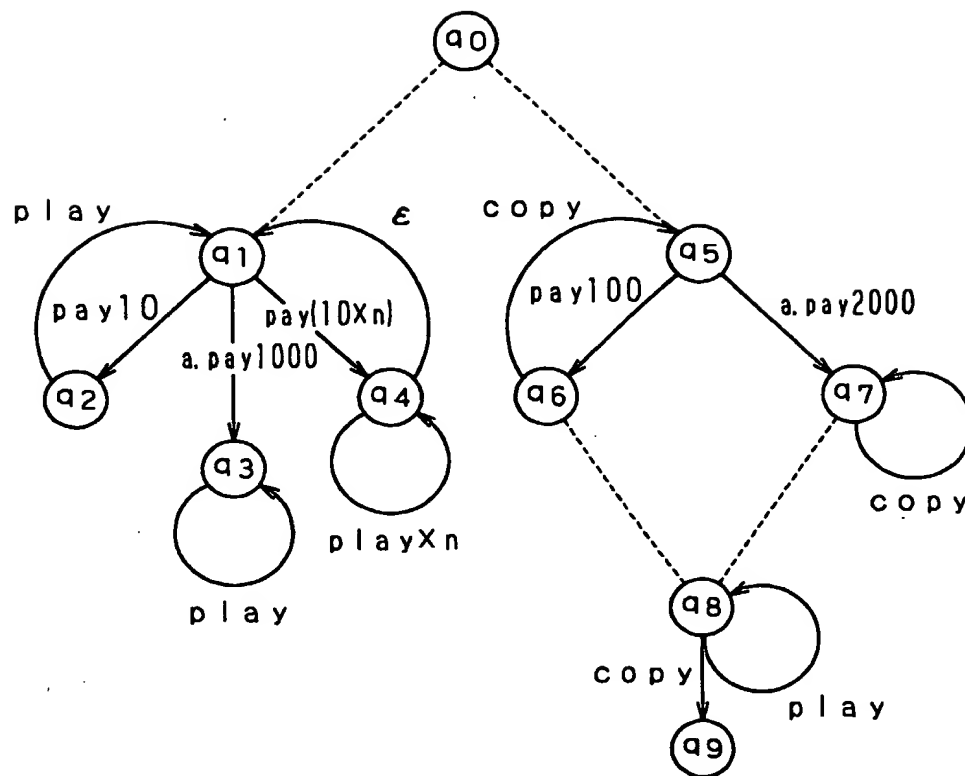 q0
play
ε
copy
q1
q5
pay10
pay(10Xn)
a.pay1000
pay100
a.pay2000
q2
q4
q6
q7
q3
playXn
copy
play
q8
copy
play
q9